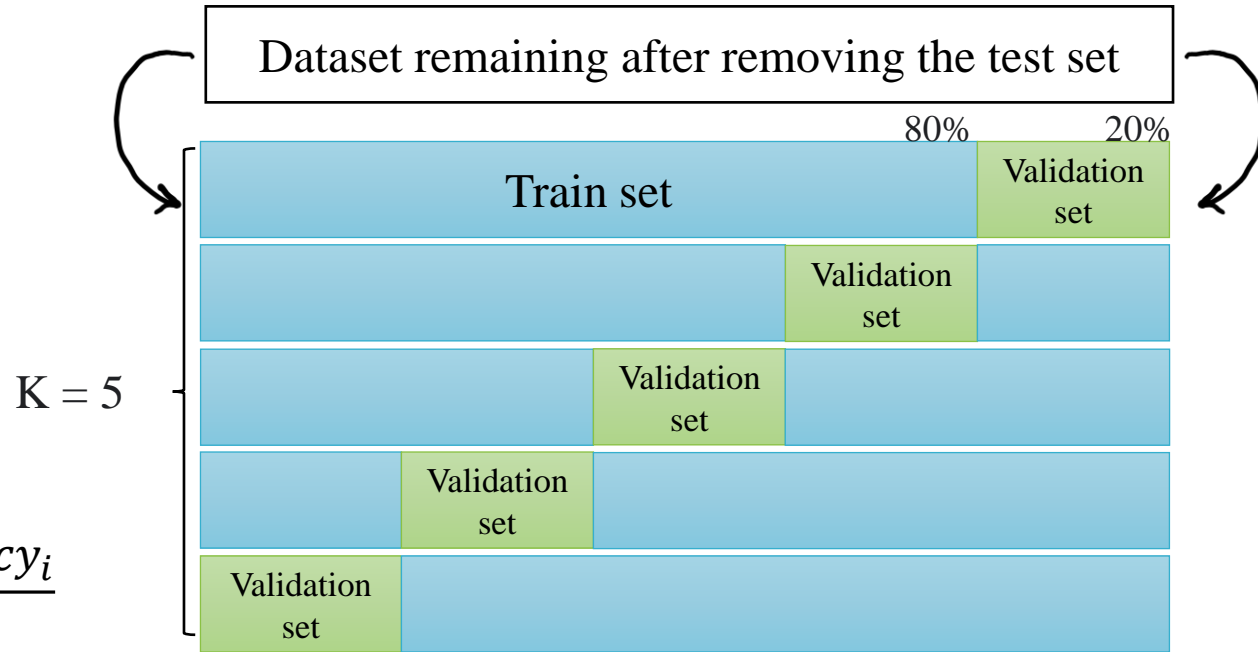 Dataset remaining after removing the test set
80% 20%
Train set
Validation
set
Validation
set
K = 5
Validation
set
Validation
set
cy_i
Validation
set